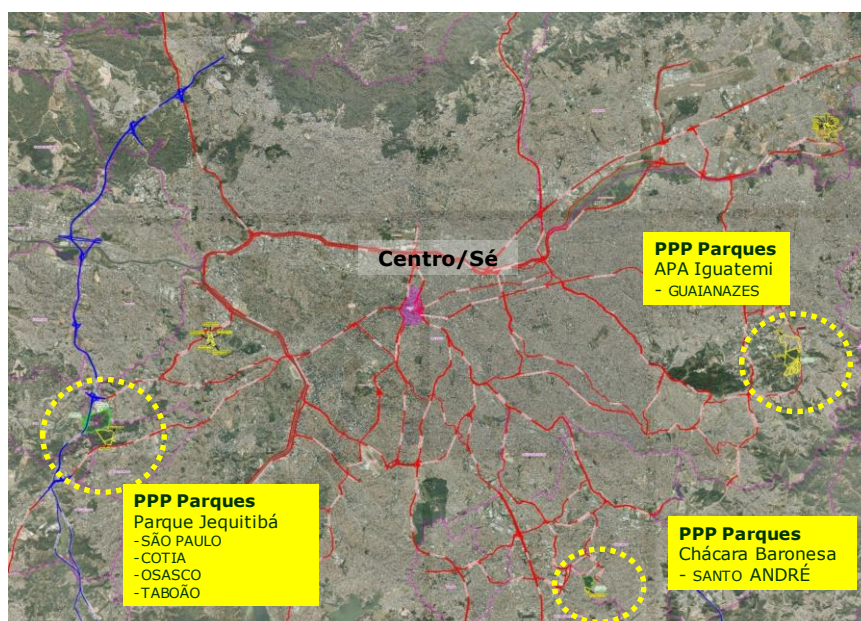 Centro/Sé
PPP Parques
APA Iguatemi
- GUAIANAZES
PPP Parques
Parque Jequitibá
-SÃO PAULO
-COTIA
-OSASCO
-TABOÃO
PPP Parques
Chácara Baronesa
- SANTO ANDRÉ